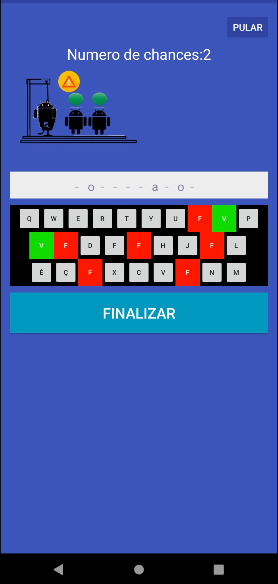 PULAR
Numero de chances:2
- o - - - - a - o -
Q W E R T Y U F V P
V F D F F H J F L
É Ç F X C V F N M
FINALIZAR